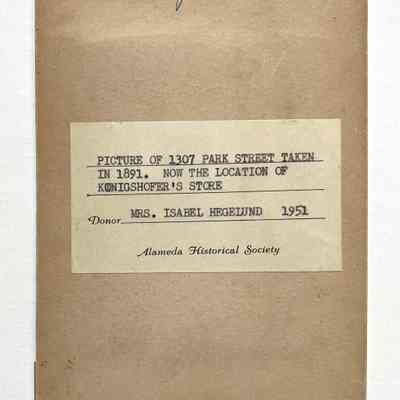 PICTURE OF 1307 PARK STREET TAKEN
IN 1891. NOW THE LOCATION OF
KONIGSHOFER'S STORE
Donor MRS. ISABEL HEGELUND 1951
Alameda Historical Society